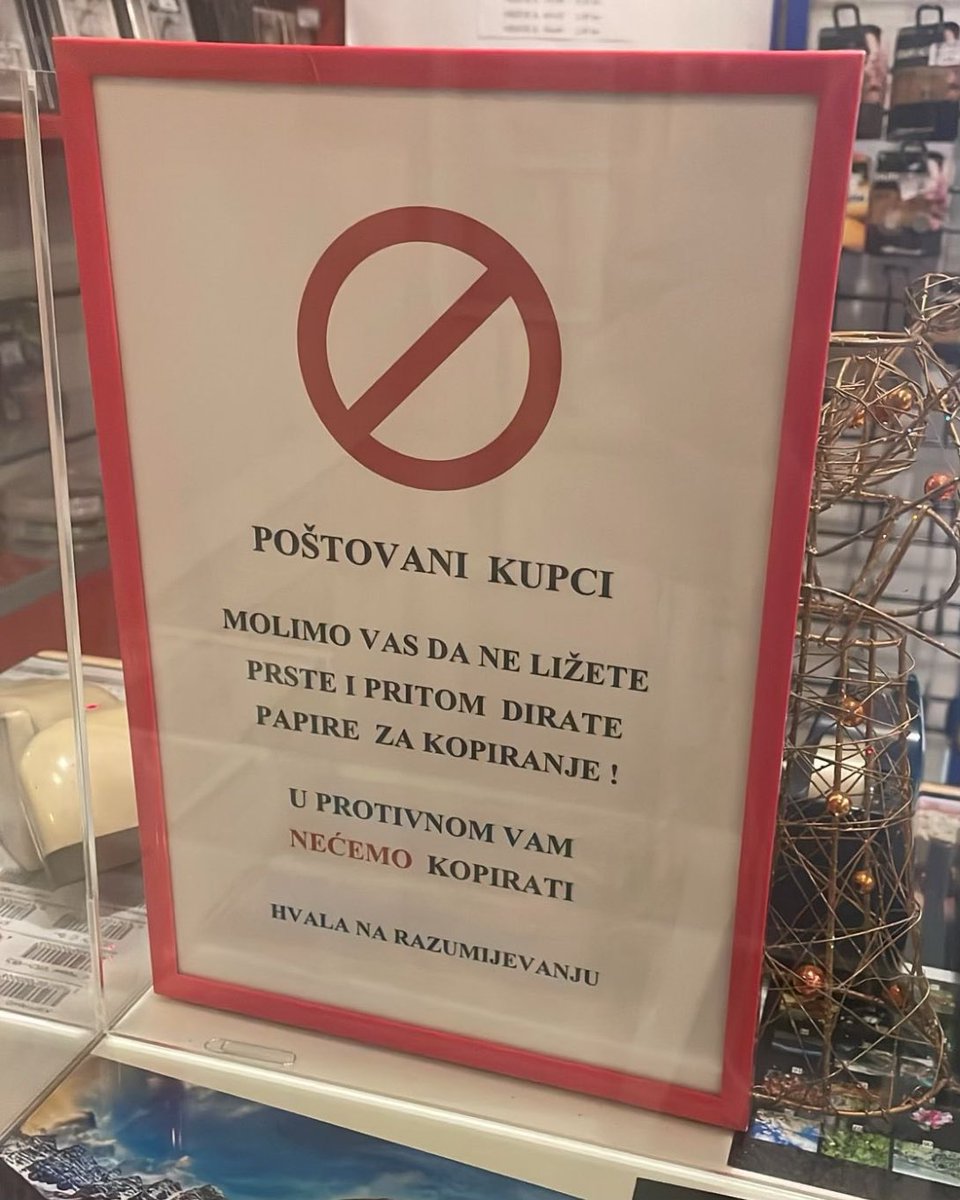 POŠTOVANI KUPCI
MOLIMO VAS DA NE LIŽETE
PRSTE I PRITOM DIRATE
PAPIRE ZA KOPIRANJE !
U PROTIVNOM VAM
NEĆEMO KOPIRATI
HVALA NA RAZUMIJEVANJU